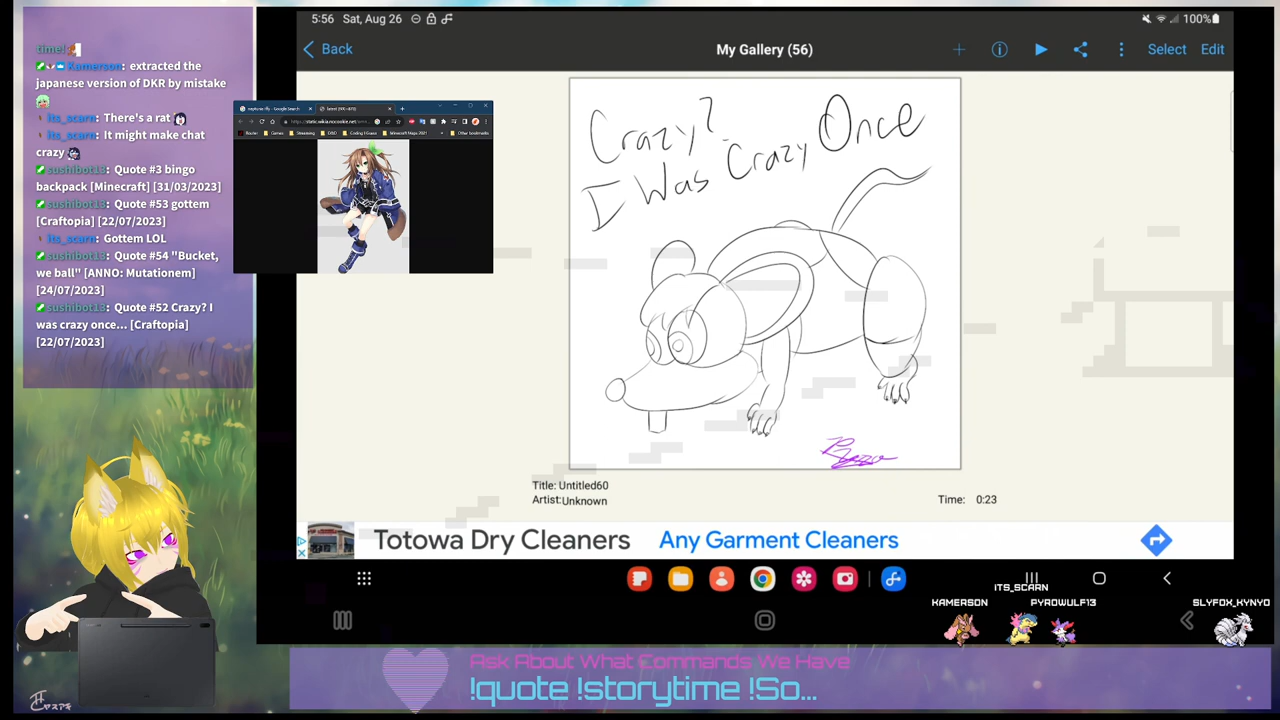 time!
Kamerson: extracted the
japanese version of DKR by mistake
its_scarn: There's a rat
its_scarn: It might make chat
crazy
sushibot13: Quote #3 bingo
backpack [Minecraft] [31/03/2023]
sushibot13: Quote #53 gottem
[Craftopia] [22/07/2023]
its_scarn: Gottem LOL
sushibot13: Quote #54 "Bucket,
we ball" [ANNO: Mutationem]
[24/07/2023]
sushibot13: Quote #52 Crazy? I
was crazy once... [Craftopia]
[22/07/2023]
5:56 Sat, Aug 26
100%
Back
My Gallery (56)
Select
Edit
Crazy?
I Was Crazy Once
Title: Untitled60
Artist:Unknown
Time: 0:23
Totowa Dry Cleaners
Any Garment Cleaners
ITS_SCARN
KAMERSON
PYROWULF13
SLYFOX_KYNYO
Ask About What Commands We Have
!quote !storytime !So...